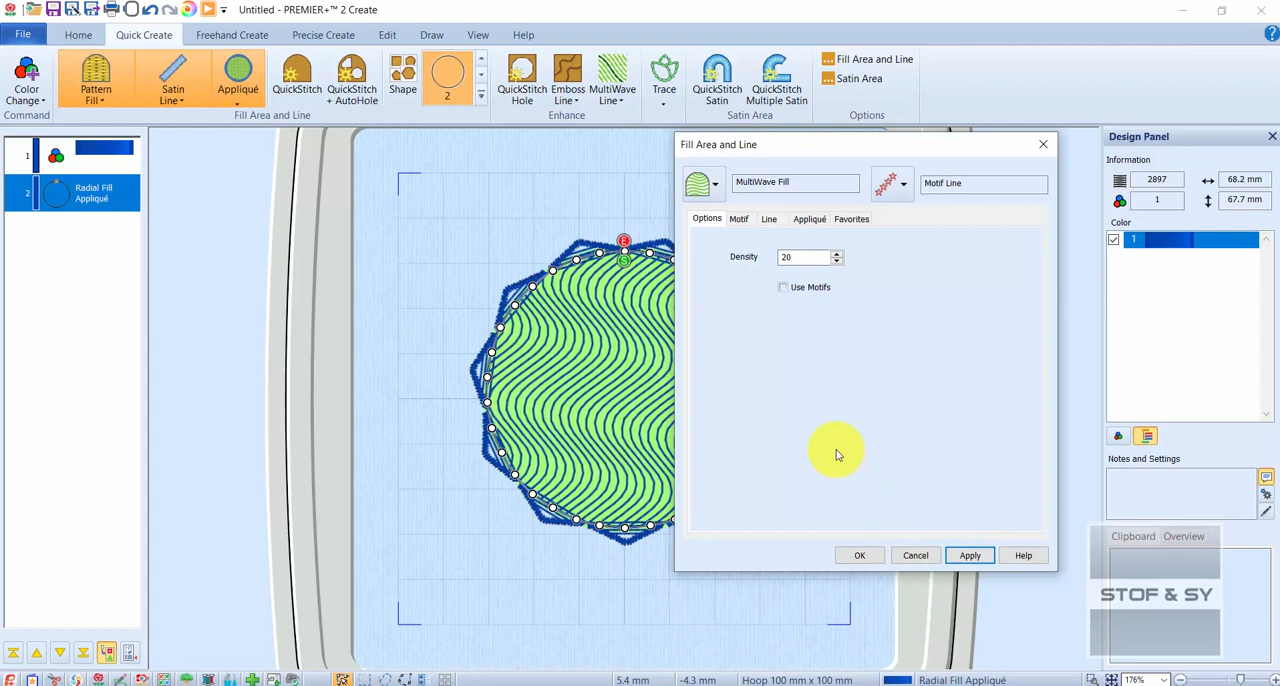 Untitled - PREMIER+™ 2 Create
File
Home
Quick Create
Freehand Create
Precise Create
Edit
Draw
View
Help
Color
Change
Pattern
Fill
Satin
Line
Appliqué
QuickStitch
QuickStitch
+ AutoHole
Shape
2
QuickStitch
Hole
Emboss
Line
MultiWave
Line
Trace
QuickStitch
Satin
QuickStitch
Multiple Satin
Fill Area and Line
Satin Area
Command
Fill Area and Line
Enhance
Satin Area
Options
1
2
Radial Fill
Appliqué
E
S
Fill Area and Line
MultiWave Fill
Motif Line
Options
Motif
Line
Appliqué
Favorites
Density
20
Use Motifs
OK
Cancel
Apply
Help
Design Panel
Information
2897
68.2 mm
1
67.7 mm
Color
1
Notes and Settings
Clipboard
Overview
STOF & SY
5.4 mm
-4.3 mm
Hoop 100 mm x 100 mm
Radial Fill Appliqué
176%